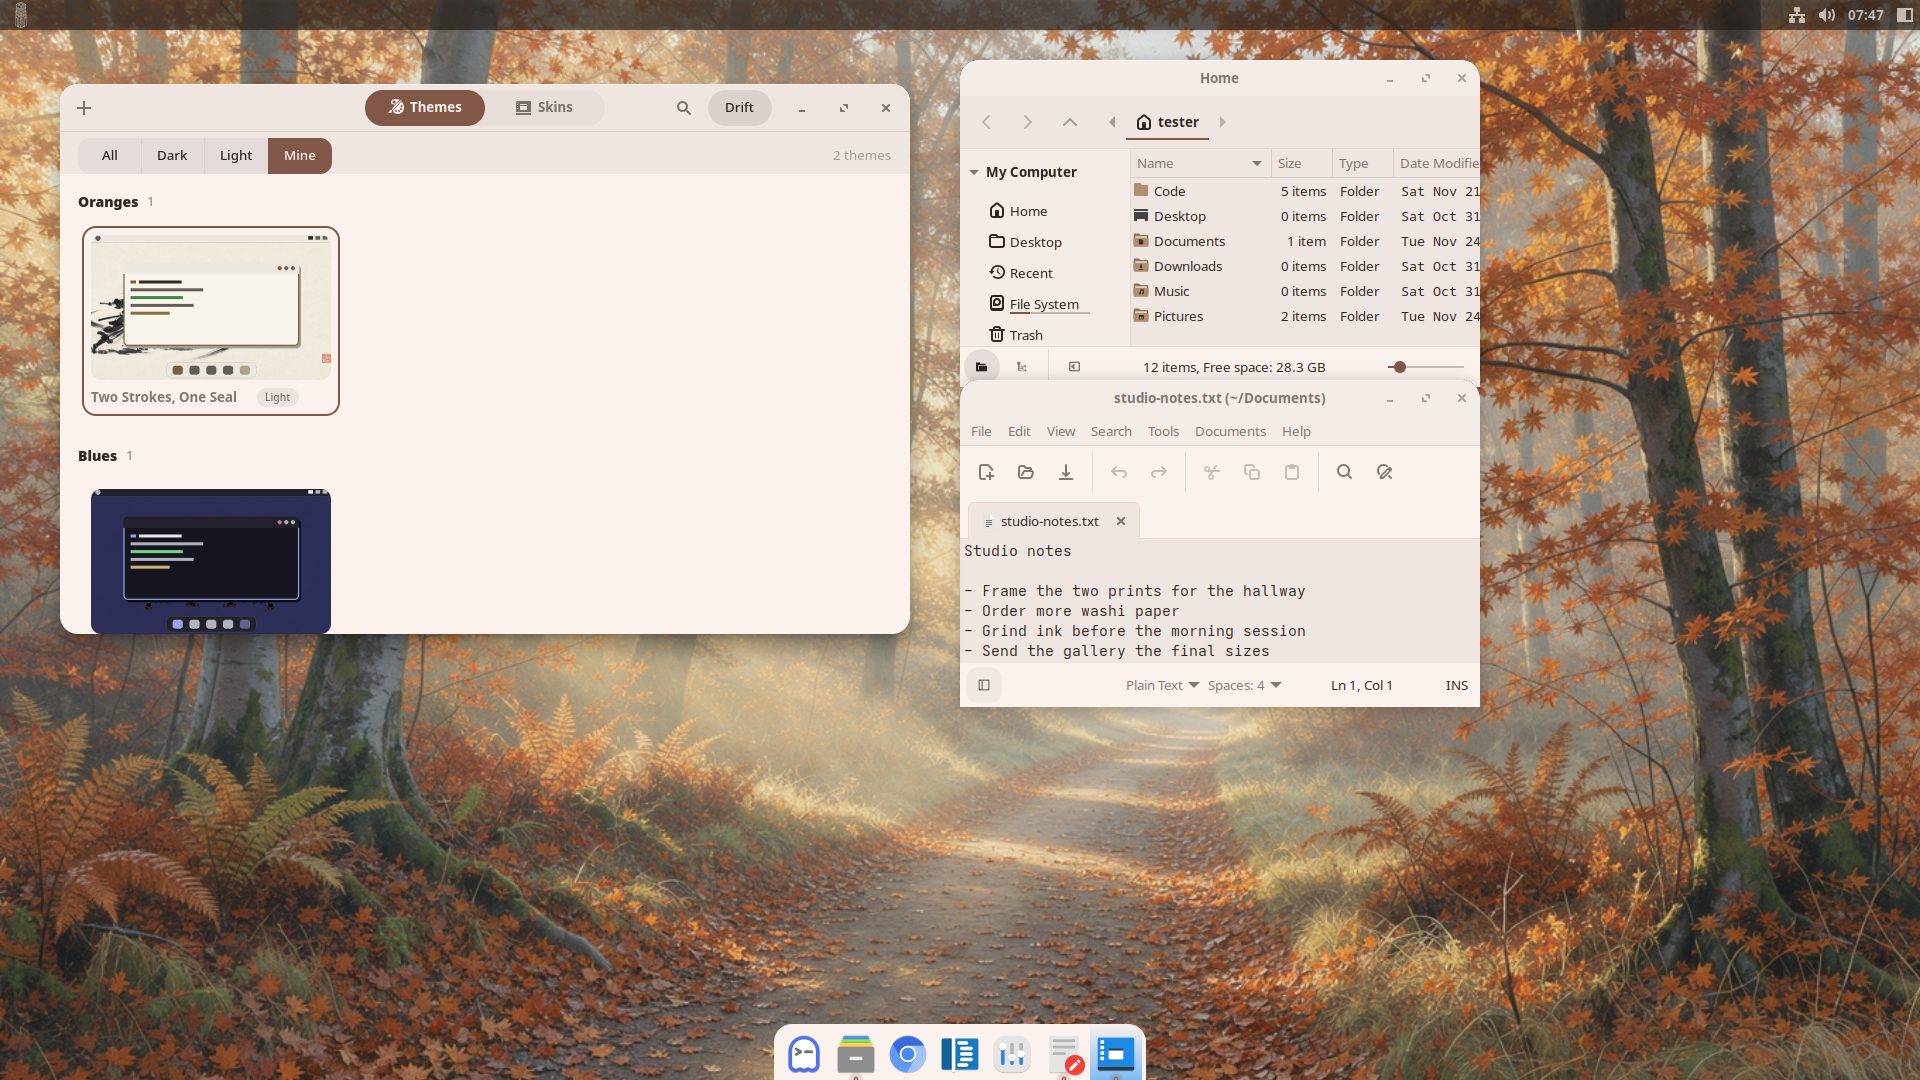 07:47
Themes
Skins
Drift
All
Dark
Light
Mine
2 themes
Oranges 1
Two Strokes, One Seal
Light
Blues 1
Home
tester
My Computer
Home
Desktop
Recent
File System
Trash
Name
Size
Type
Date Modifie
Code 5 items Folder Sat Nov 21
Desktop 0 items Folder Sat Oct 31
Documents 1 item Folder Tue Nov 24
Downloads 0 items Folder Sat Oct 31
Music 0 items Folder Sat Oct 31
Pictures 2 items Folder Tue Nov 24
12 items, Free space: 28.3 GB
studio-notes.txt (~/Documents)
File Edit View Search Tools Documents Help
studio-notes.txt
Studio notes
- Frame the two prints for the hallway
- Order more washi paper
- Grind ink before the morning session
- Send the gallery the final sizes
Plain Text Spaces: 4 Ln 1, Col 1 INS